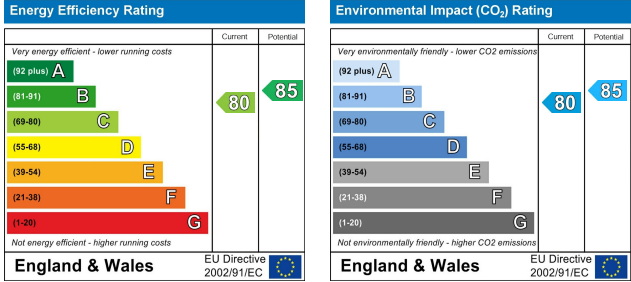 Energy Efficiency Rating
Current Potential
Very energy efficient - lower running costs
(92 plus) A
(81-91) B
(69-80) C
(55-68) D
(39-54) E
(21-38) F
(1-20) G
80
85
Not energy efficient - higher running costs
England & Wales
EU Directive
2002/91/EC
Environmental Impact (CO₂) Rating
Current Potential
Very environmentally friendly - lower CO2 emissions
(92 plus) A
(81-91) B
(69-80) C
(55-68) D
(39-54) E
(21-38) F
(1-20) G
80
85
Not environmentally friendly - higher CO2 emissions
England & Wales
EU Directive
2002/91/EC